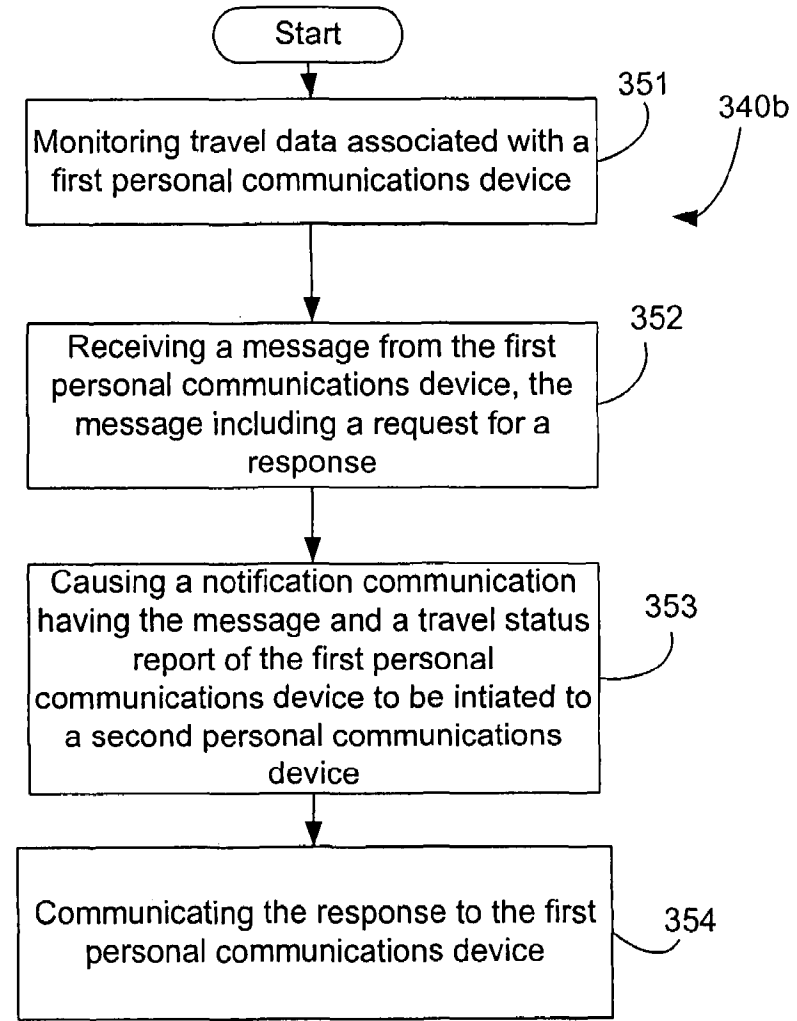 Start
351
340b
Monitoring travel data associated with a
first personal communications device
352
Receiving a message from the first
personal communications device, the
message including a request for a
response
Causing a notification communication
having the message and a travel status
report of the first personal
communications device to be intiated to
a second personal communications
device
353
Communicating the response to the first
personal communications device
354